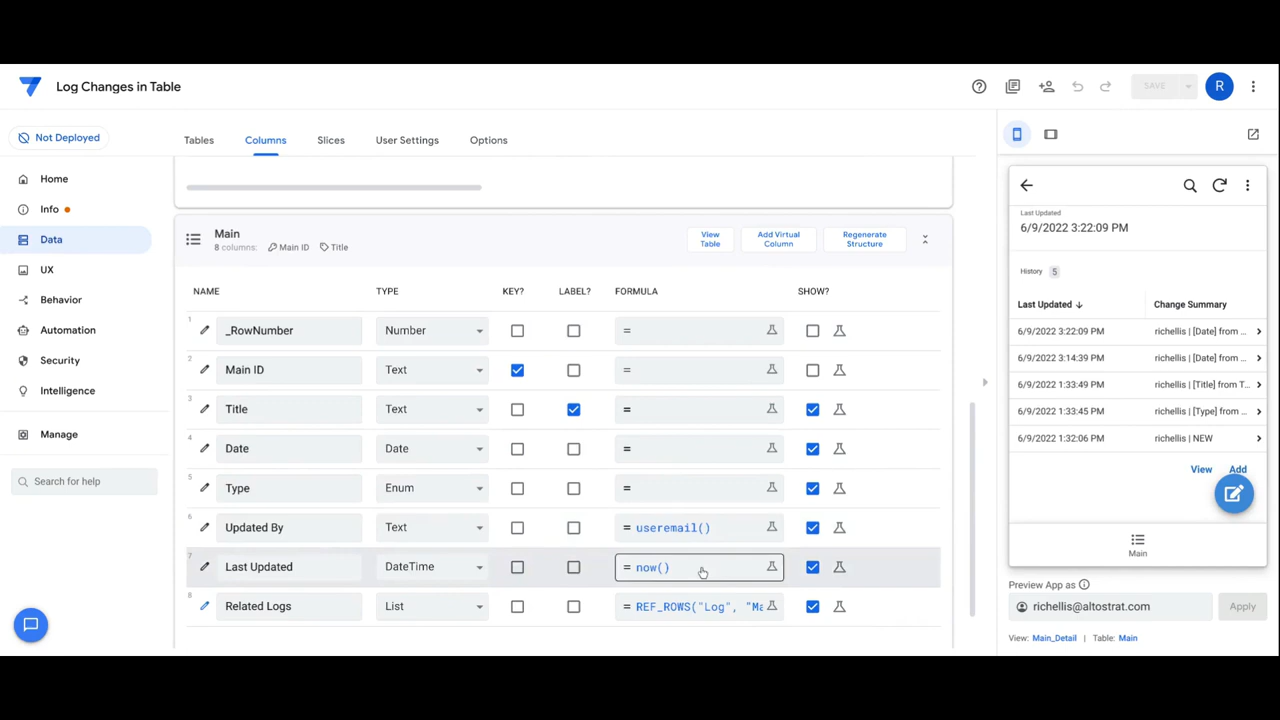 Log Changes in Table
SAVE
R
Not Deployed
Tables Columns Slices User Settings Options
Home
Info
Data
UX
Behavior
Automation
Security
Intelligence
Manage
Search for help
Main
8 columns: Main ID Title
View Table
Add Virtual Column
Regenerate Structure
NAME TYPE KEY? LABEL? FORMULA SHOW?
1 _RowNumber Number =
2 Main ID Text =
3 Title Text =
4 Date Date =
5 Type Enum =
6 Updated By Text = useremail()
7 Last Updated DateTime = now()
8 Related Logs List = REF_ROWS("Log", "Ma
Last Updated
6/9/2022 3:22:09 PM
History 5
Last Updated Change Summary
6/9/2022 3:22:09 PM richellis | [Date] from ...
6/9/2022 3:14:39 PM richellis | [Date] from ...
6/9/2022 1:33:49 PM richellis | [Title] from T...
6/9/2022 1:33:45 PM richellis | [Type] from ...
6/9/2022 1:32:06 PM richellis | NEW
View Add
Main
Preview App as
richellis@altostrat.com Apply
View: Main_Detail | Table: Main